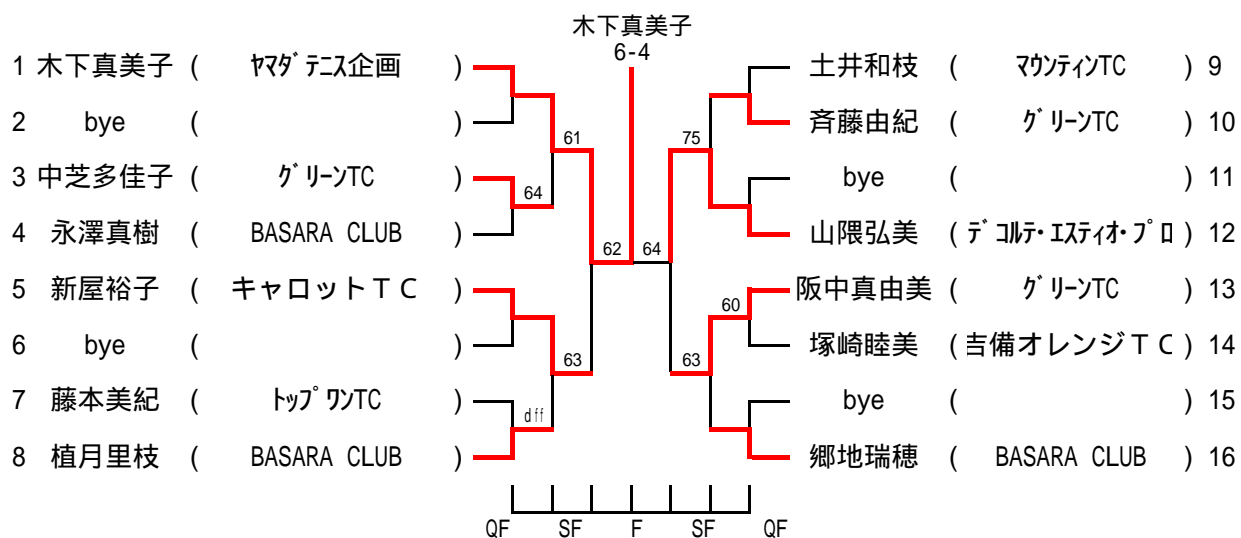 木下真美子
6-4
1 木下真美子 ( ﾔﾏﾀﾞﾃﾆｽ企画 ) 土井和枝 ( ﾏｳﾝﾃｨﾝTC ) 9
2 bye ( ) 斉藤由紀 ( ｸﾞﾘｰﾝTC ) 10
61 75
3 中芝多佳子 ( ｸﾞﾘｰﾝTC ) bye ( ) 11
64
4 永澤真樹 ( BASARA CLUB ) 山隈弘美 ( ﾃﾞｺﾙﾃ･ｴｽﾃｨｵ･ﾌﾟﾛ ) 12
62 64
5 新屋裕子 ( キャロットＴＣ ) 阪中真由美 ( ｸﾞﾘｰﾝTC ) 13
60
6 bye ( ) 塚崎睦美 ( 吉備オレンジＴＣ ) 14
63 63
7 藤本美紀 ( ﾄｯﾌﾟﾜﾝTC ) bye ( ) 15
dff
8 植月里枝 ( BASARA CLUB ) 郷地瑞穂 ( BASARA CLUB ) 16
QF SF F SF QF